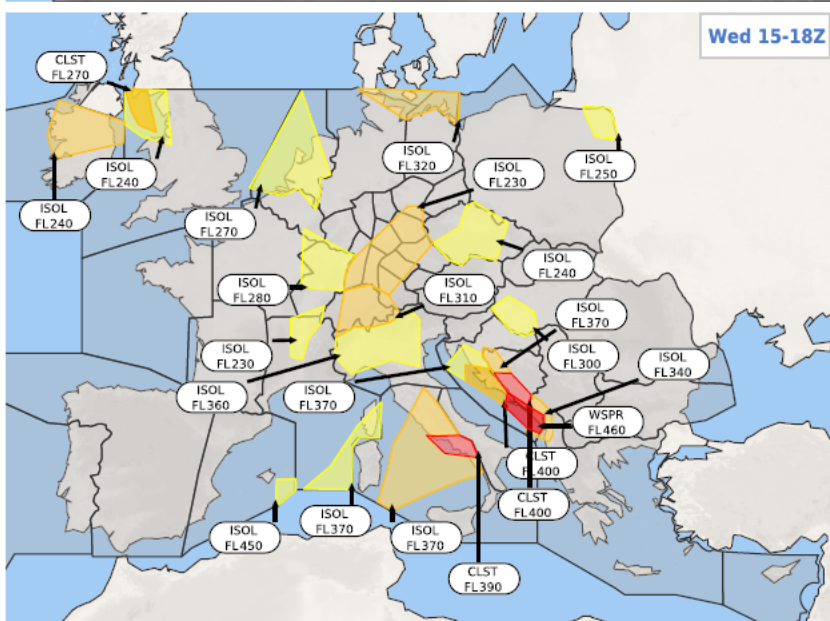 Wed 15-18Z
CLST
FL270
ISOL
FL240
ISOL
FL240
ISOL
FL270
ISOL
FL320
ISOL
FL230
ISOL
FL250
ISOL
FL240
ISOL
FL280
ISOL
FL310
ISOL
FL230
ISOL
FL360
ISOL
FL370
ISOL
FL370
ISOL
FL300
ISOL
FL340
WSPR
FL460
CLST
FL400
CLST
FL400
ISOL
FL450
ISOL
FL370
ISOL
FL370
CLST
FL390